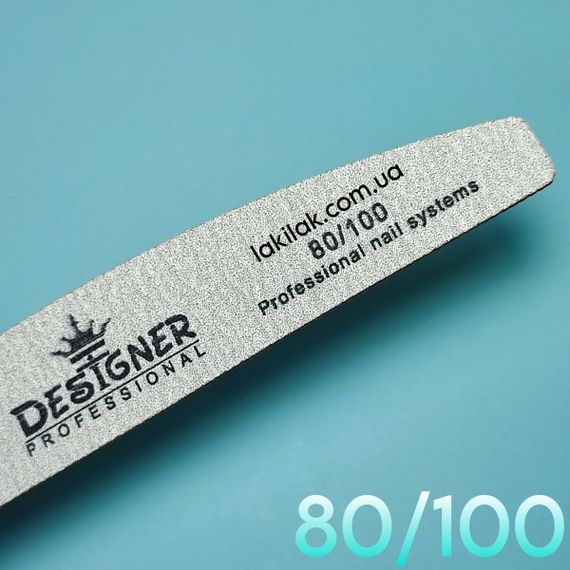 lakilak.com.ua
80/100
Professional nail systems
DESIGNER
PROFESSIONAL
80/100